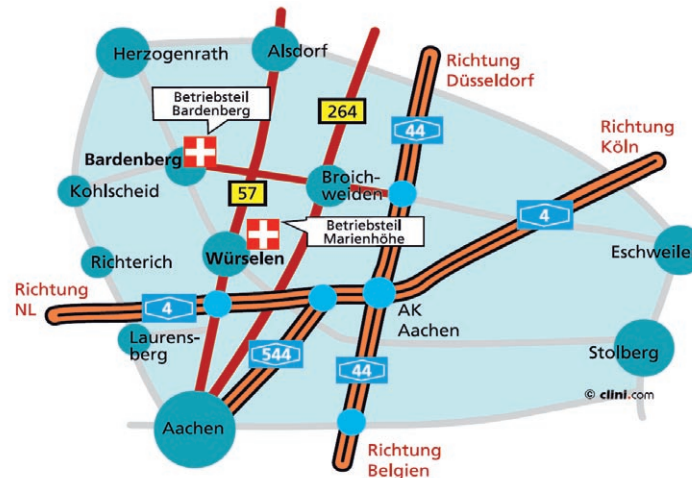 Herzogenrath
Alsdorf
Richtung
Düsseldorf
Betriebsteil
Bardenberg
264
44
Richtung
Köln
Bardenberg
Kohlscheid
57
Broich-
weiden
4
Betriebsteil
Marienhöhe
Würselen
Richterich
Eschweile
Richtung
NL
4
AK
Aachen
Laurens-
berg
544
44
Stolberg
© clini.com
Aachen
Richtung
Belgien